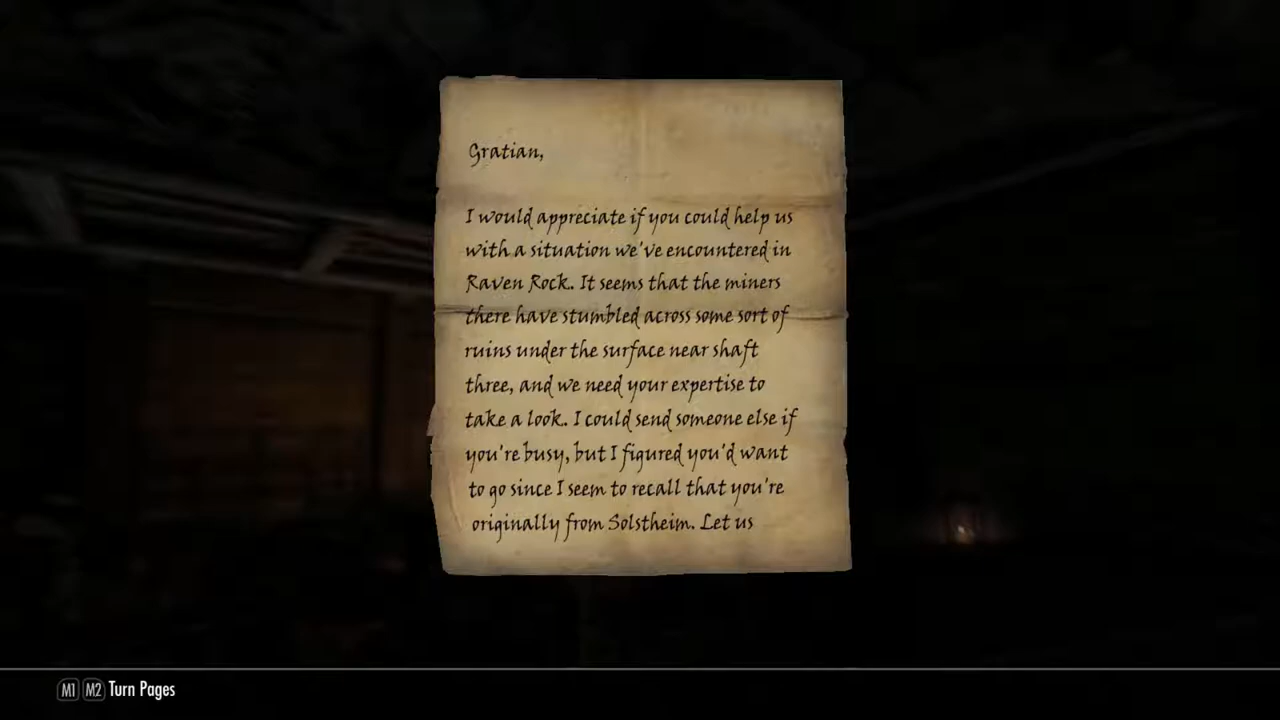 Gratian,
I would appreciate if you could help us
with a situation we've encountered in
Raven Rock. It seems that the miners
there have stumbled across some sort of
ruins under the surface near shaft
three, and we need your expertise to
take a look. I could send someone else if
you're busy, but I figured you'd want
to go since I seem to recall that you're
originally from Solstheim. Let us
M1 M2 Turn Pages